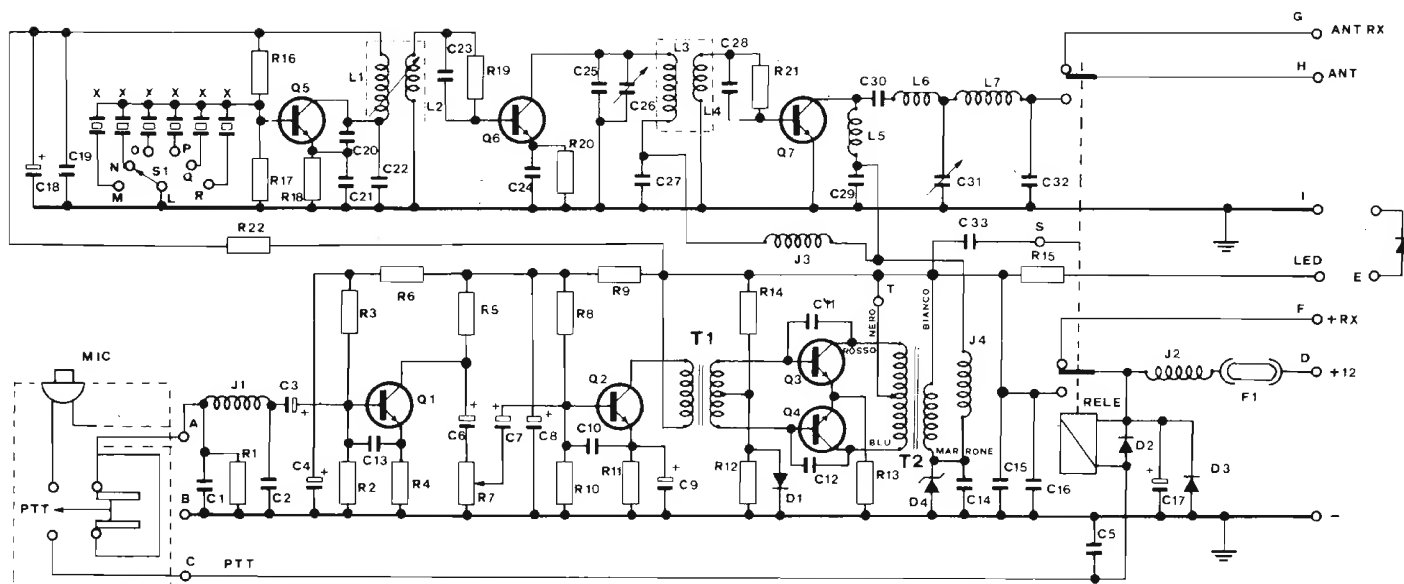 G ANT RX
H ANT
C23 C28
R16 L1 R19 L3 R21 C30 L6 L7
X X X X X X Q5 L2 C25 C26 L4
Q6 Q7 L5
C18 C19 O P C20 R20
N S1 Q C22
M L R R17 R18 C21 C24 C27 C29 C31 C32
I
R22 C33 S
J3 R15 LED E
R6 R9 R14 T NERO BIANCO
R3 R5 R8 C11 F +RX
MIC T1 Q3 ROSSO J4 J2 D +12
J1 C3 Q1 Q2 F1
A Q4 RELE
C13 C6 C7 C8 C10 BLU T2 MARRONE D2
R1 C4 R12 C12 R13 C15 D3
PTT C1 C2 R2 R4 R7 R10 R11 C9 D1 D4 C14 C16 C17
B -
C5
C PTT